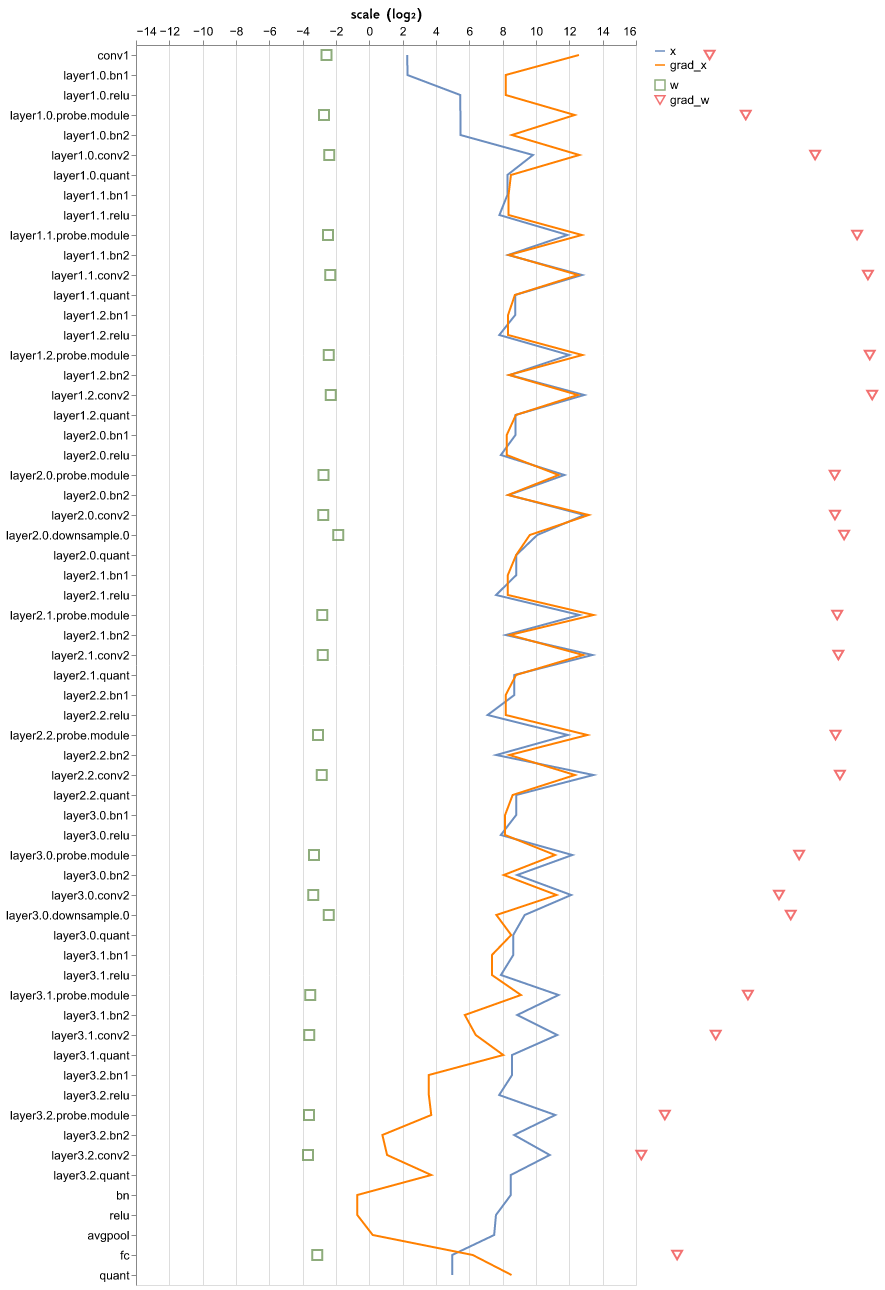 scale (log₂)
−14 −12 −10 −8 −6 −4 −2 0 2 4 6 8 10 12 14 16
x
grad_x
w
grad_w
conv1
layer1.0.bn1
layer1.0.relu
layer1.0.probe.module
layer1.0.bn2
layer1.0.conv2
layer1.0.quant
layer1.1.bn1
layer1.1.relu
layer1.1.probe.module
layer1.1.bn2
layer1.1.conv2
layer1.1.quant
layer1.2.bn1
layer1.2.relu
layer1.2.probe.module
layer1.2.bn2
layer1.2.conv2
layer1.2.quant
layer2.0.bn1
layer2.0.relu
layer2.0.probe.module
layer2.0.bn2
layer2.0.conv2
layer2.0.downsample.0
layer2.0.quant
layer2.1.bn1
layer2.1.relu
layer2.1.probe.module
layer2.1.bn2
layer2.1.conv2
layer2.1.quant
layer2.2.bn1
layer2.2.relu
layer2.2.probe.module
layer2.2.bn2
layer2.2.conv2
layer2.2.quant
layer3.0.bn1
layer3.0.relu
layer3.0.probe.module
layer3.0.bn2
layer3.0.conv2
layer3.0.downsample.0
layer3.0.quant
layer3.1.bn1
layer3.1.relu
layer3.1.probe.module
layer3.1.bn2
layer3.1.conv2
layer3.1.quant
layer3.2.bn1
layer3.2.relu
layer3.2.probe.module
layer3.2.bn2
layer3.2.conv2
layer3.2.quant
bn
relu
avgpool
fc
quant